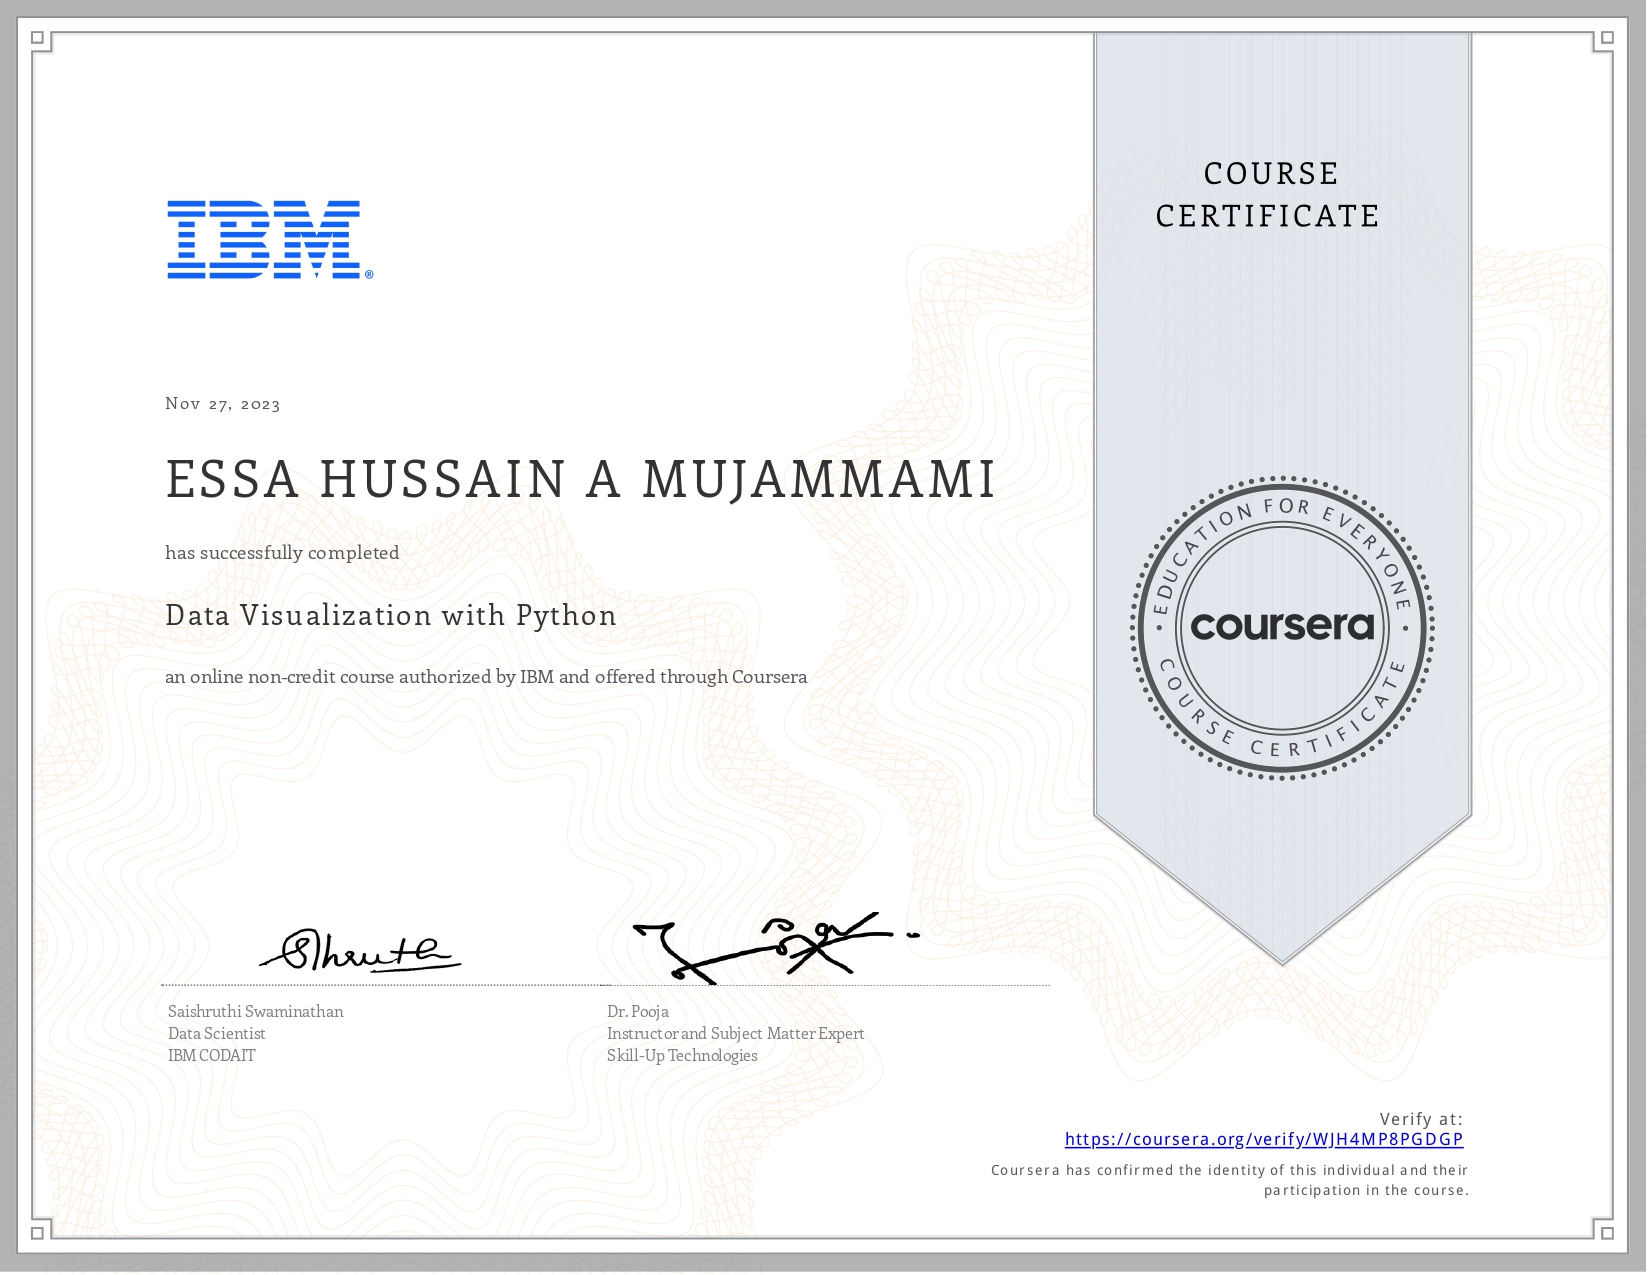 COURSE
CERTIFICATE
IBM®
Nov 27, 2023
ESSA HUSSAIN A MUJAMMAMI
has successfully completed
Data Visualization with Python
an online non-credit course authorized by IBM and offered through Coursera
EDUCATION FOR EVERYONE
coursera
COURSE CERTIFICATE
Saishruthi Swaminathan
Data Scientist
IBM CODAIT
Dr. Pooja
Instructor and Subject Matter Expert
Skill-Up Technologies
Verify at:
https://coursera.org/verify/WJH4MP8PGDGP
Coursera has confirmed the identity of this individual and their
participation in the course.